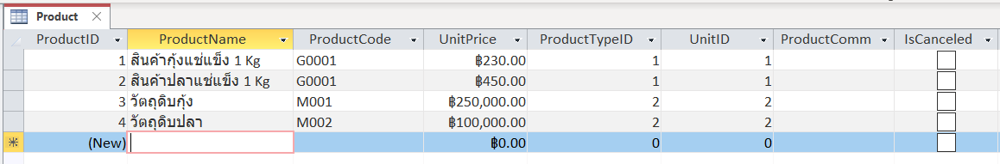 Product
ProductID ProductName ProductCode UnitPrice ProductTypeID UnitID ProductComm IsCanceled
1 สินค้ากุ้งแช่แข็ง 1 Kg G0001 ฿230.00 1 1
2 สินค้าปลาแช่แข็ง 1 Kg G0001 ฿450.00 1 1
3 วัตถุดิบกุ้ง M001 ฿250,000.00 2 2
4 วัตถุดิบปลา M002 ฿100,000.00 2 2
(New) ฿0.00 0 0